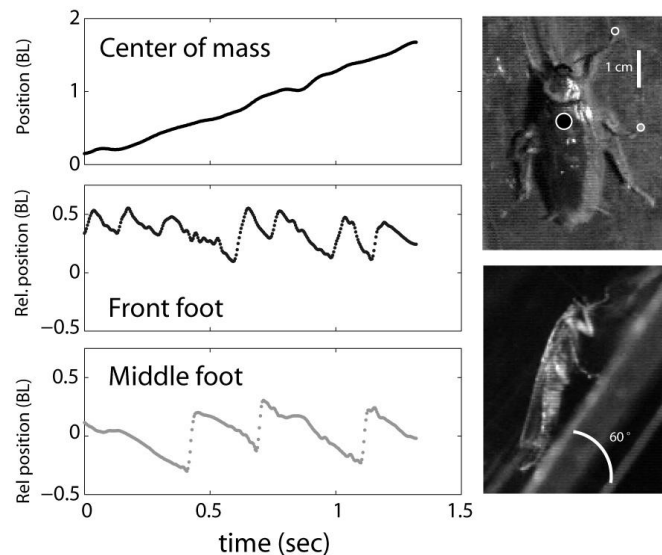 Center of mass
Position (BL)
2
1
0
1 cm
Front foot
Rel. position (BL)
0.5
0
−0.5
Middle foot
Rel position (BL)
0.5
0
−0.5
0
0.5
1
1.5
time (sec)
60°